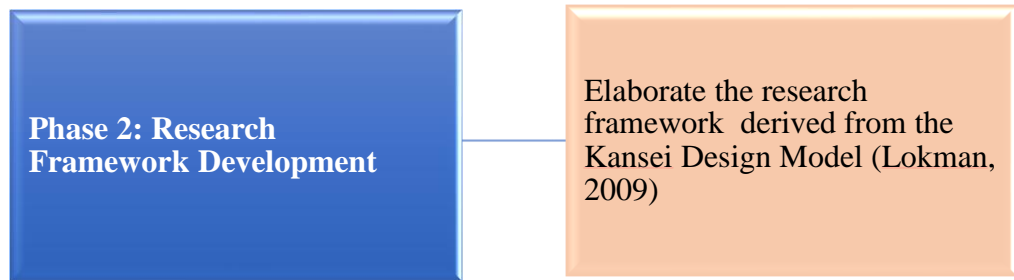 Phase 2: Research
Framework Development
Elaborate the research
framework  derived from the
Kansei Design Model (Lokman,
2009)